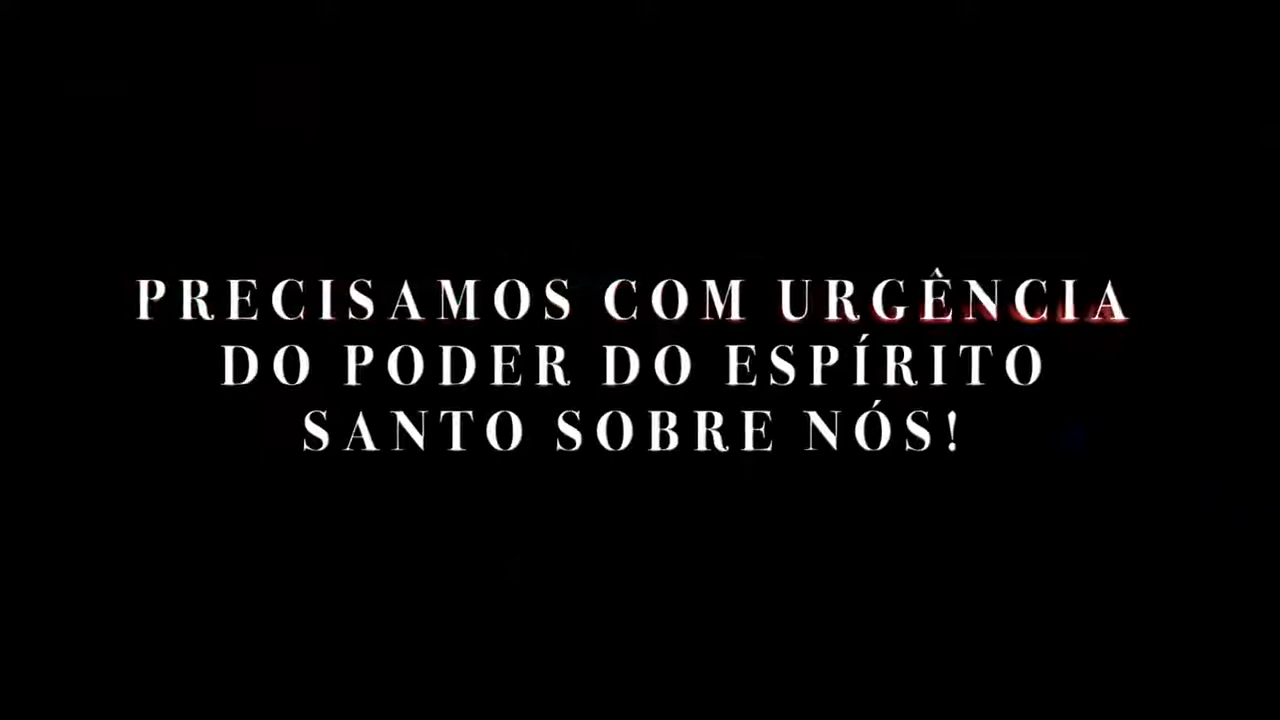 PRECISAMOS COM URGÊNCIA
DO PODER DO ESPÍRITO
SANTO SOBRE NÓS!